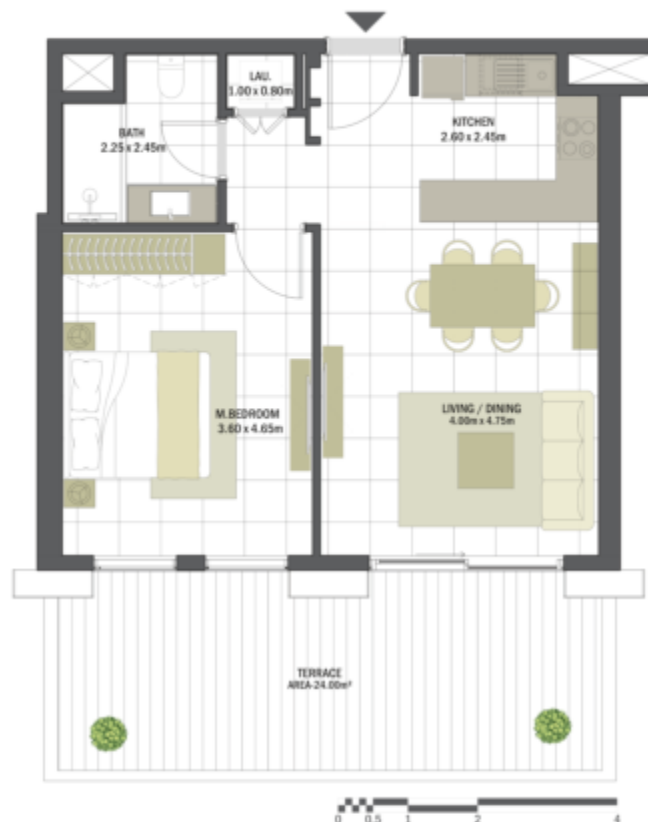 LAU.
1.00 x 0.80m
BATH
2.25 x 2.45m
KITCHEN
2.60 x 2.45m
M.BEDROOM
3.60 x 4.65m
LIVING / DINING
4.00m x 4.75m
TERRACE
AREA-24.00m²
0 0.5 1 2 4